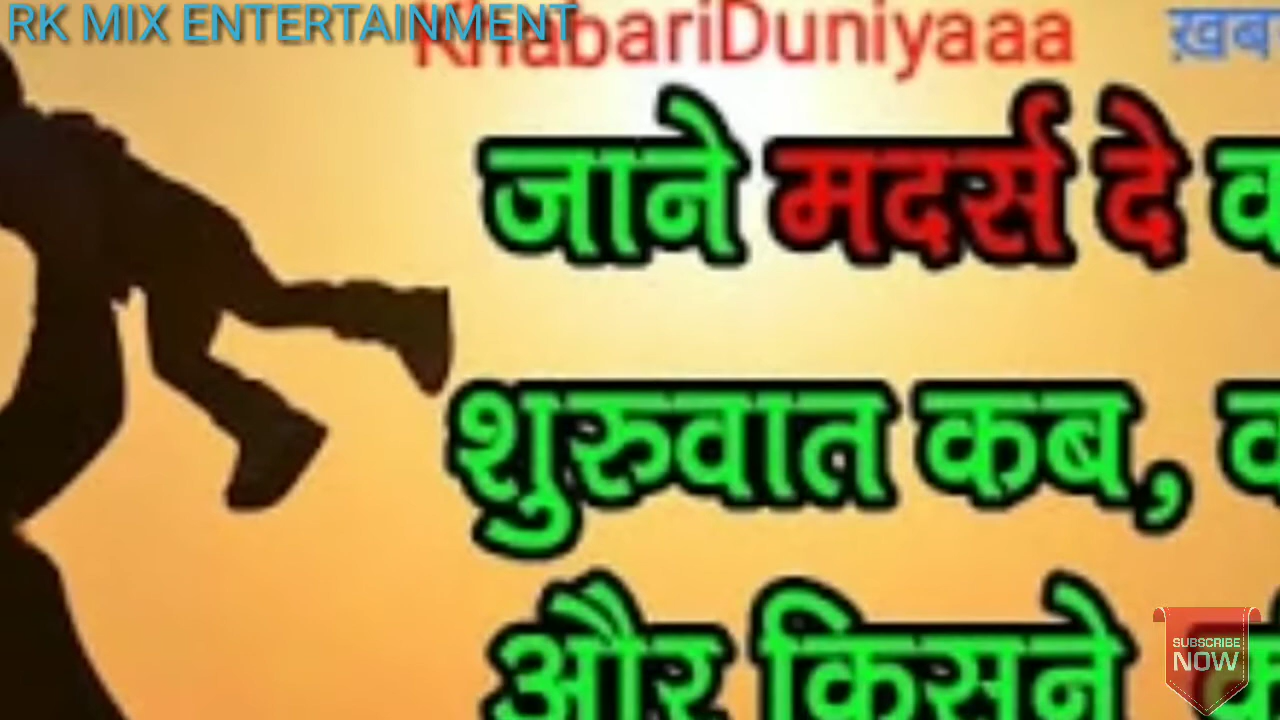 RK MIX ENTERTAINMENT
KhabariDuniyaaa
जाने मदर्स दे
शुरुवात कब,
और किसने
SUBSCRIBE
NOW